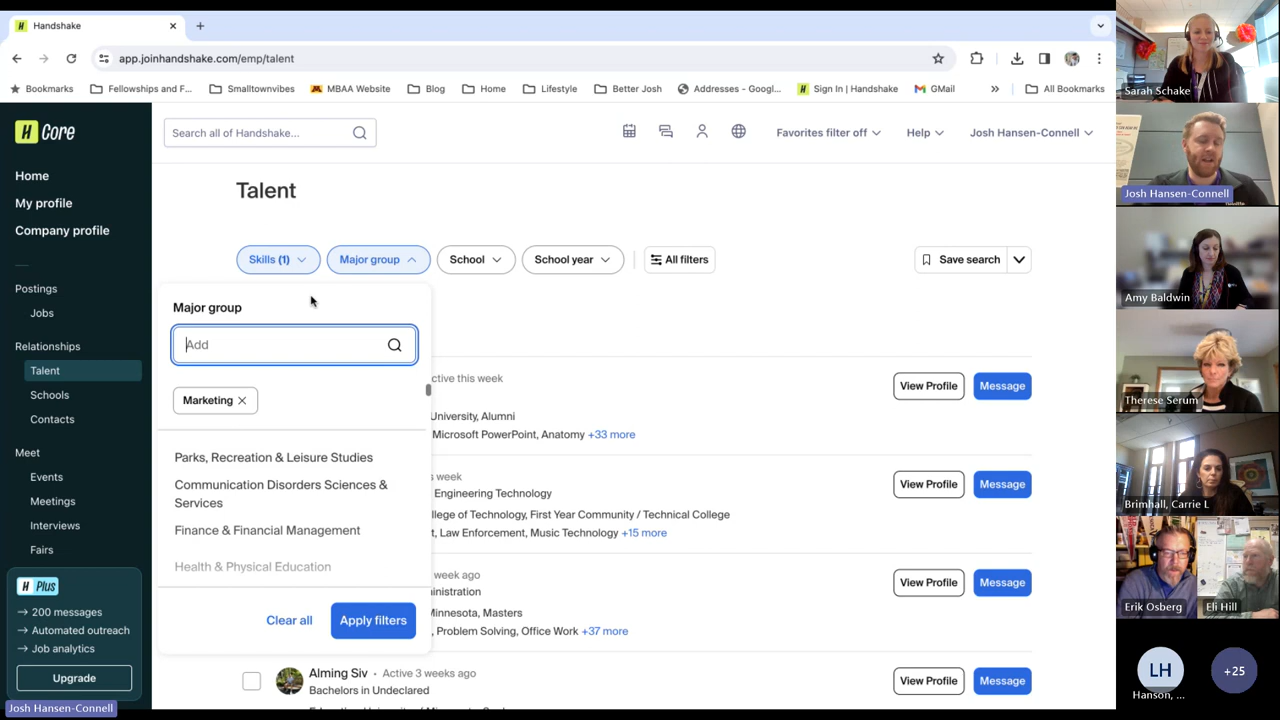 Handshake
app.joinhandshake.com/emp/talent
Bookmarks
Fellowships and F...
Smalltownvibes
MBAA Website
Blog
Home
Lifestyle
Better Josh
Addresses - Googl...
Sign In | Handshake
GMail
All Bookmarks
H Core
Search all of Handshake...
Favorites filter off
Help
Josh Hansen-Connell
Home
My profile
Company profile
Postings
Jobs
Relationships
Talent
Schools
Contacts
Meet
Events
Meetings
Interviews
Fairs
H Plus
→ 200 messages
→ Automated outreach
→ Job analytics
Upgrade
Josh Hansen-Connell
Talent
Skills (1)
Major group
School
School year
All filters
Save search
Major group
Add
Marketing
Parks, Recreation & Leisure Studies
Communication Disorders Sciences &
Services
Finance & Financial Management
Health & Physical Education
Clear all
Apply filters
ctive this week
University, Alumni
Microsoft PowerPoint, Anatomy +33 more
View Profile
Message
s week
Engineering Technology
llege of Technology, First Year Community / Technical College
t, Law Enforcement, Music Technology +15 more
View Profile
Message
week ago
inistration
Minnesota, Masters
, Problem Solving, Office Work +37 more
View Profile
Message
Alming Siv • Active 3 weeks ago
Bachelors in Undeclared
View Profile
Message
Sarah Schake
Josh Hansen-Connell
Amy Baldwin
Therese Serum
Brimhall, Carrie L
Erik Osberg
Eli Hill
LH
Hanson, ...
+25